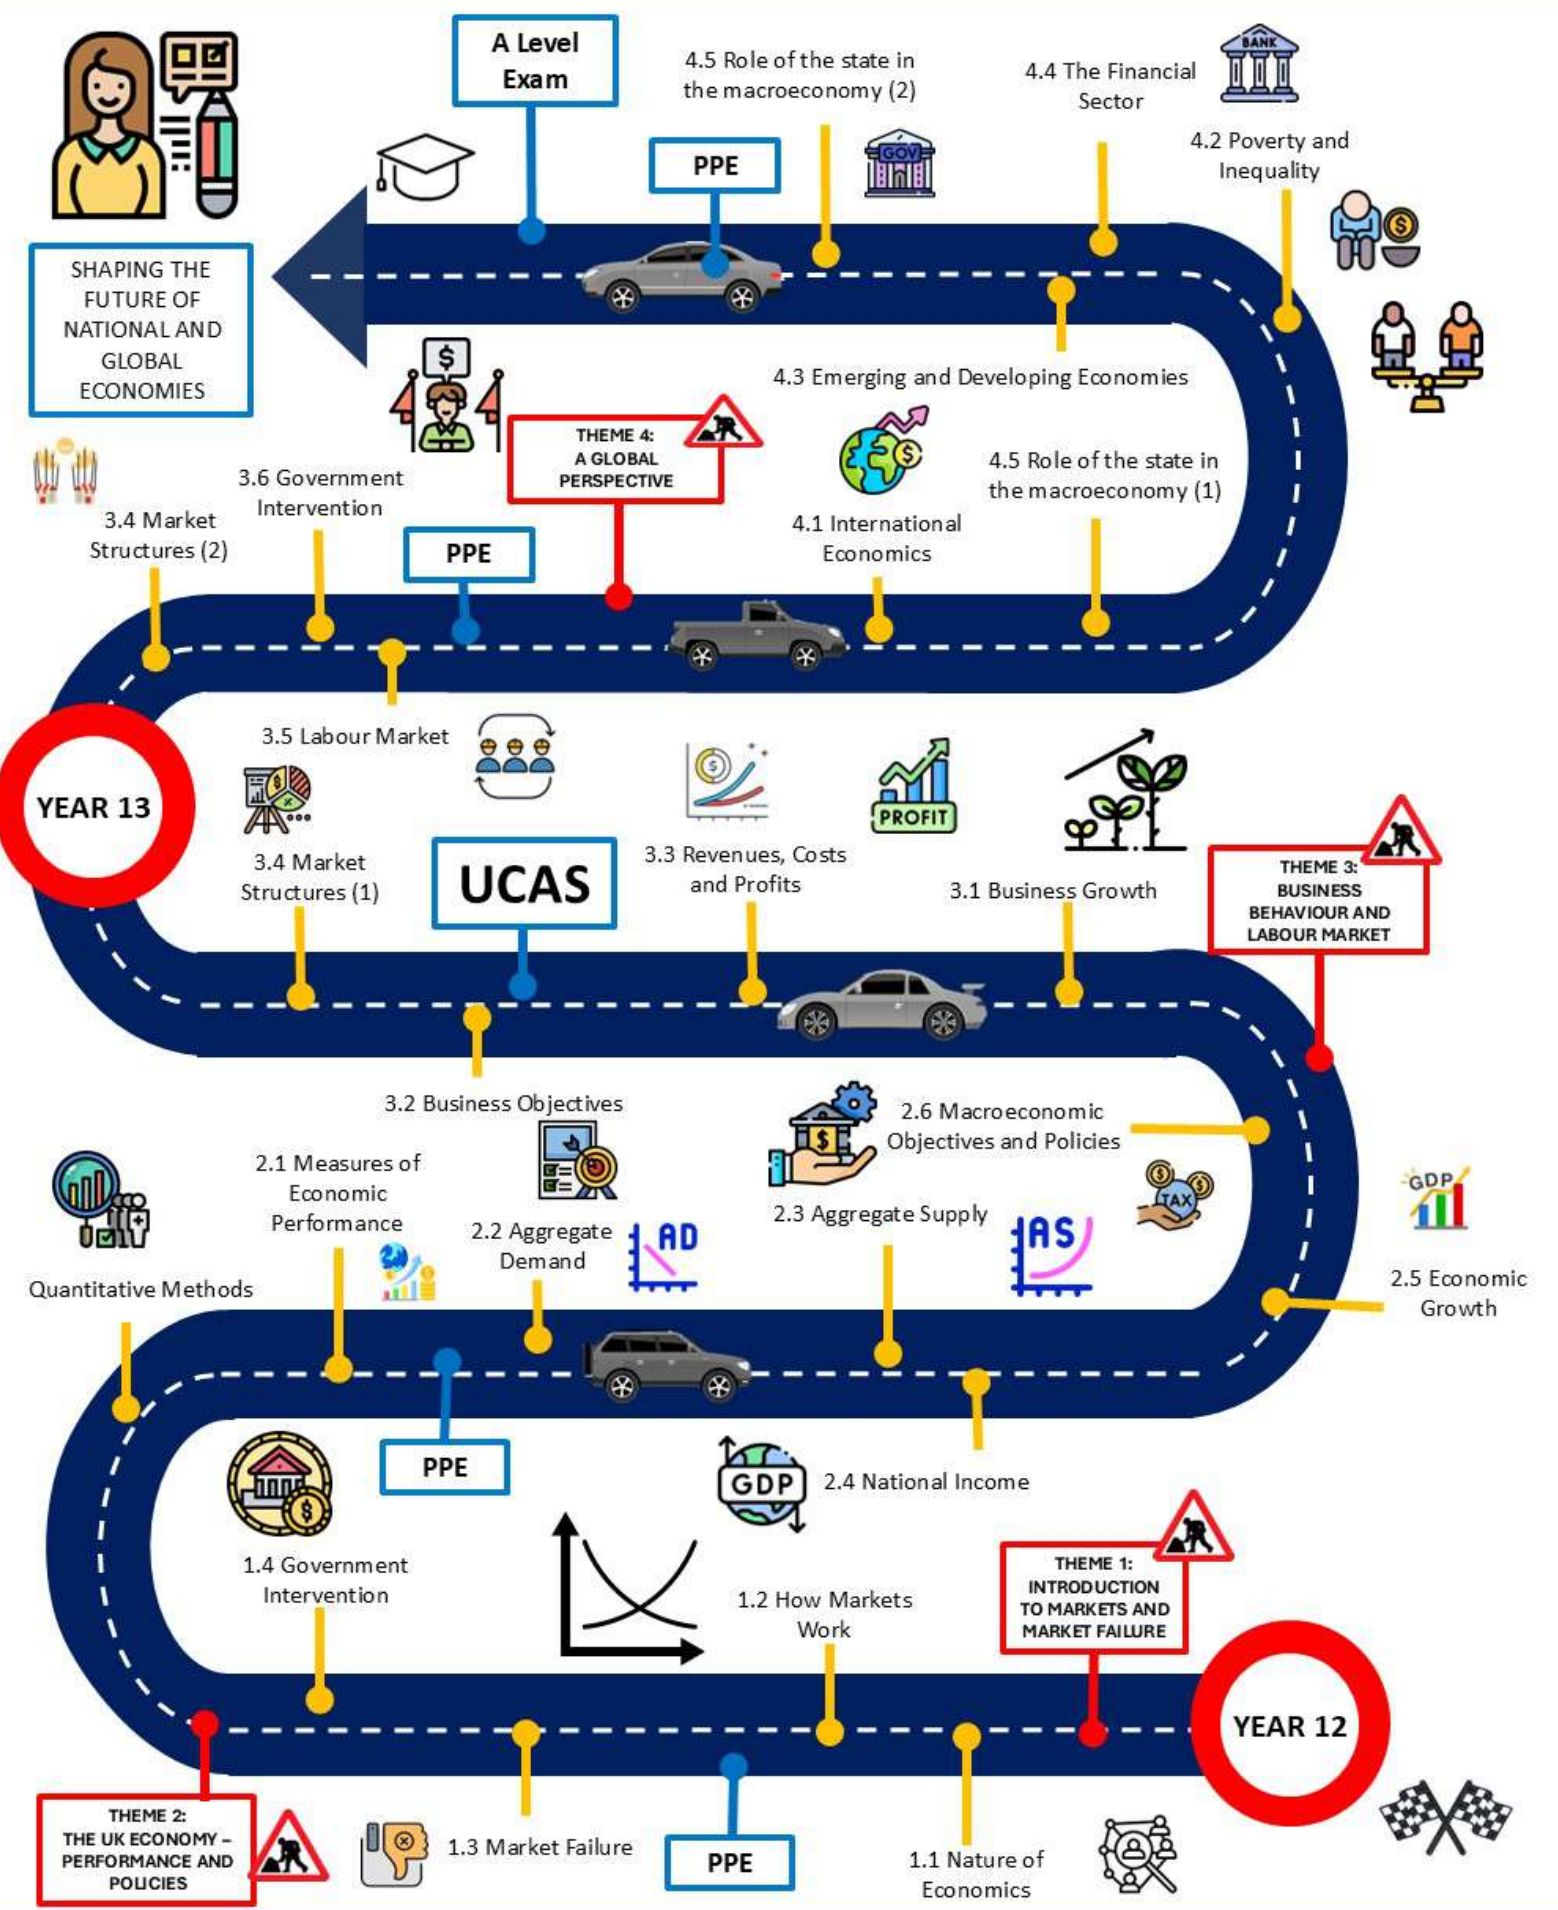 A Level
Exam
4.5 Role of the state in
the macroeconomy (2)
4.4 The Financial
Sector
BANK
4.2 Poverty and
Inequality
PPE
GOV
$
SHAPING THE
FUTURE OF
NATIONAL AND
GLOBAL
ECONOMIES
$
4.3 Emerging and Developing Economies
THEME 4:
A GLOBAL
PERSPECTIVE
$
4.5 Role of the state in
the macroeconomy (1)
3.6 Government
Intervention
3.4 Market
Structures (2)
PPE
4.1 International
Economics
3.5 Labour Market
YEAR 13
$
$
PROFIT
3.4 Market
Structures (1)
UCAS
3.3 Revenues, Costs
and Profits
3.1 Business Growth
THEME 3:
BUSINESS
BEHAVIOUR AND
LABOUR MARKET
3.2 Business Objectives
$
2.6 Macroeconomic
Objectives and Policies
2.1 Measures of
Economic
Performance
2.2 Aggregate
Demand
AD
2.3 Aggregate Supply
AS
$
$
TAX
GDP
2.5 Economic
Growth
Quantitative Methods
PPE
$
GDP
2.4 National Income
1.4 Government
Intervention
1.2 How Markets
Work
THEME 1:
INTRODUCTION
TO MARKETS AND
MARKET FAILURE
YEAR 12
THEME 2:
THE UK ECONOMY –
PERFORMANCE AND
POLICIES
1.3 Market Failure
PPE
1.1 Nature of
Economics